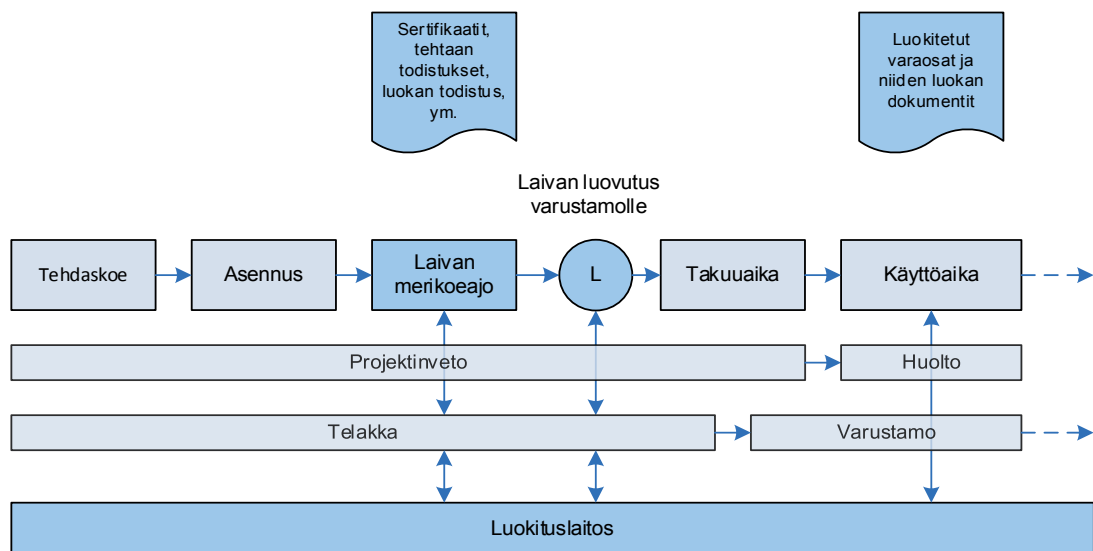 Sertifikaatit,
tehtaan
todistukset,
luokan todistus,
ym.
Luokitetut
varaosat ja
niiden luokan
dokumentit
Laivan luovutus
varustamolle
Tehdaskoe
Asennus
Laivan
merikoeajo
L
Takuuaika
Käyttöaika
Projektinveto
Huolto
Telakka
Varustamo
Luokituslaitos